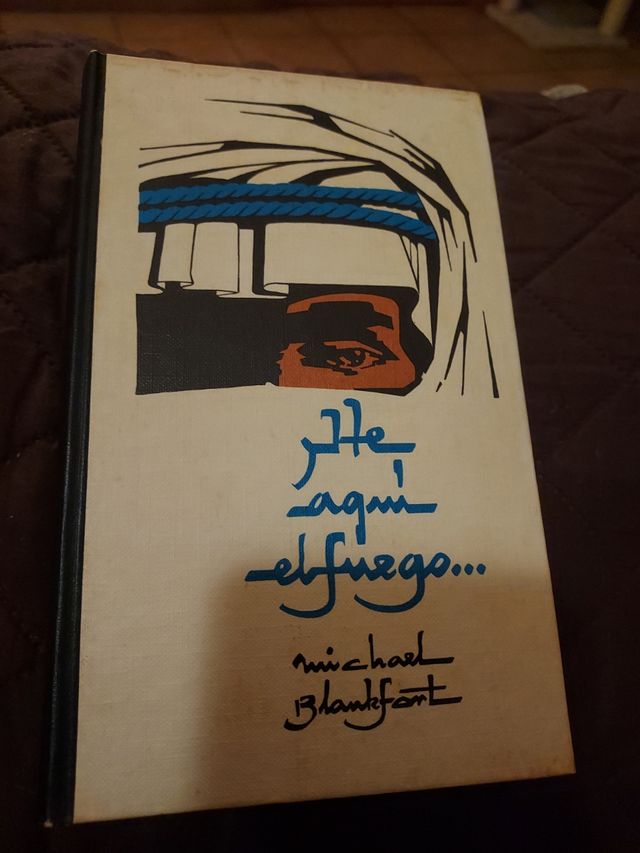 He
aquí
el fuego...
michael
Blankfort